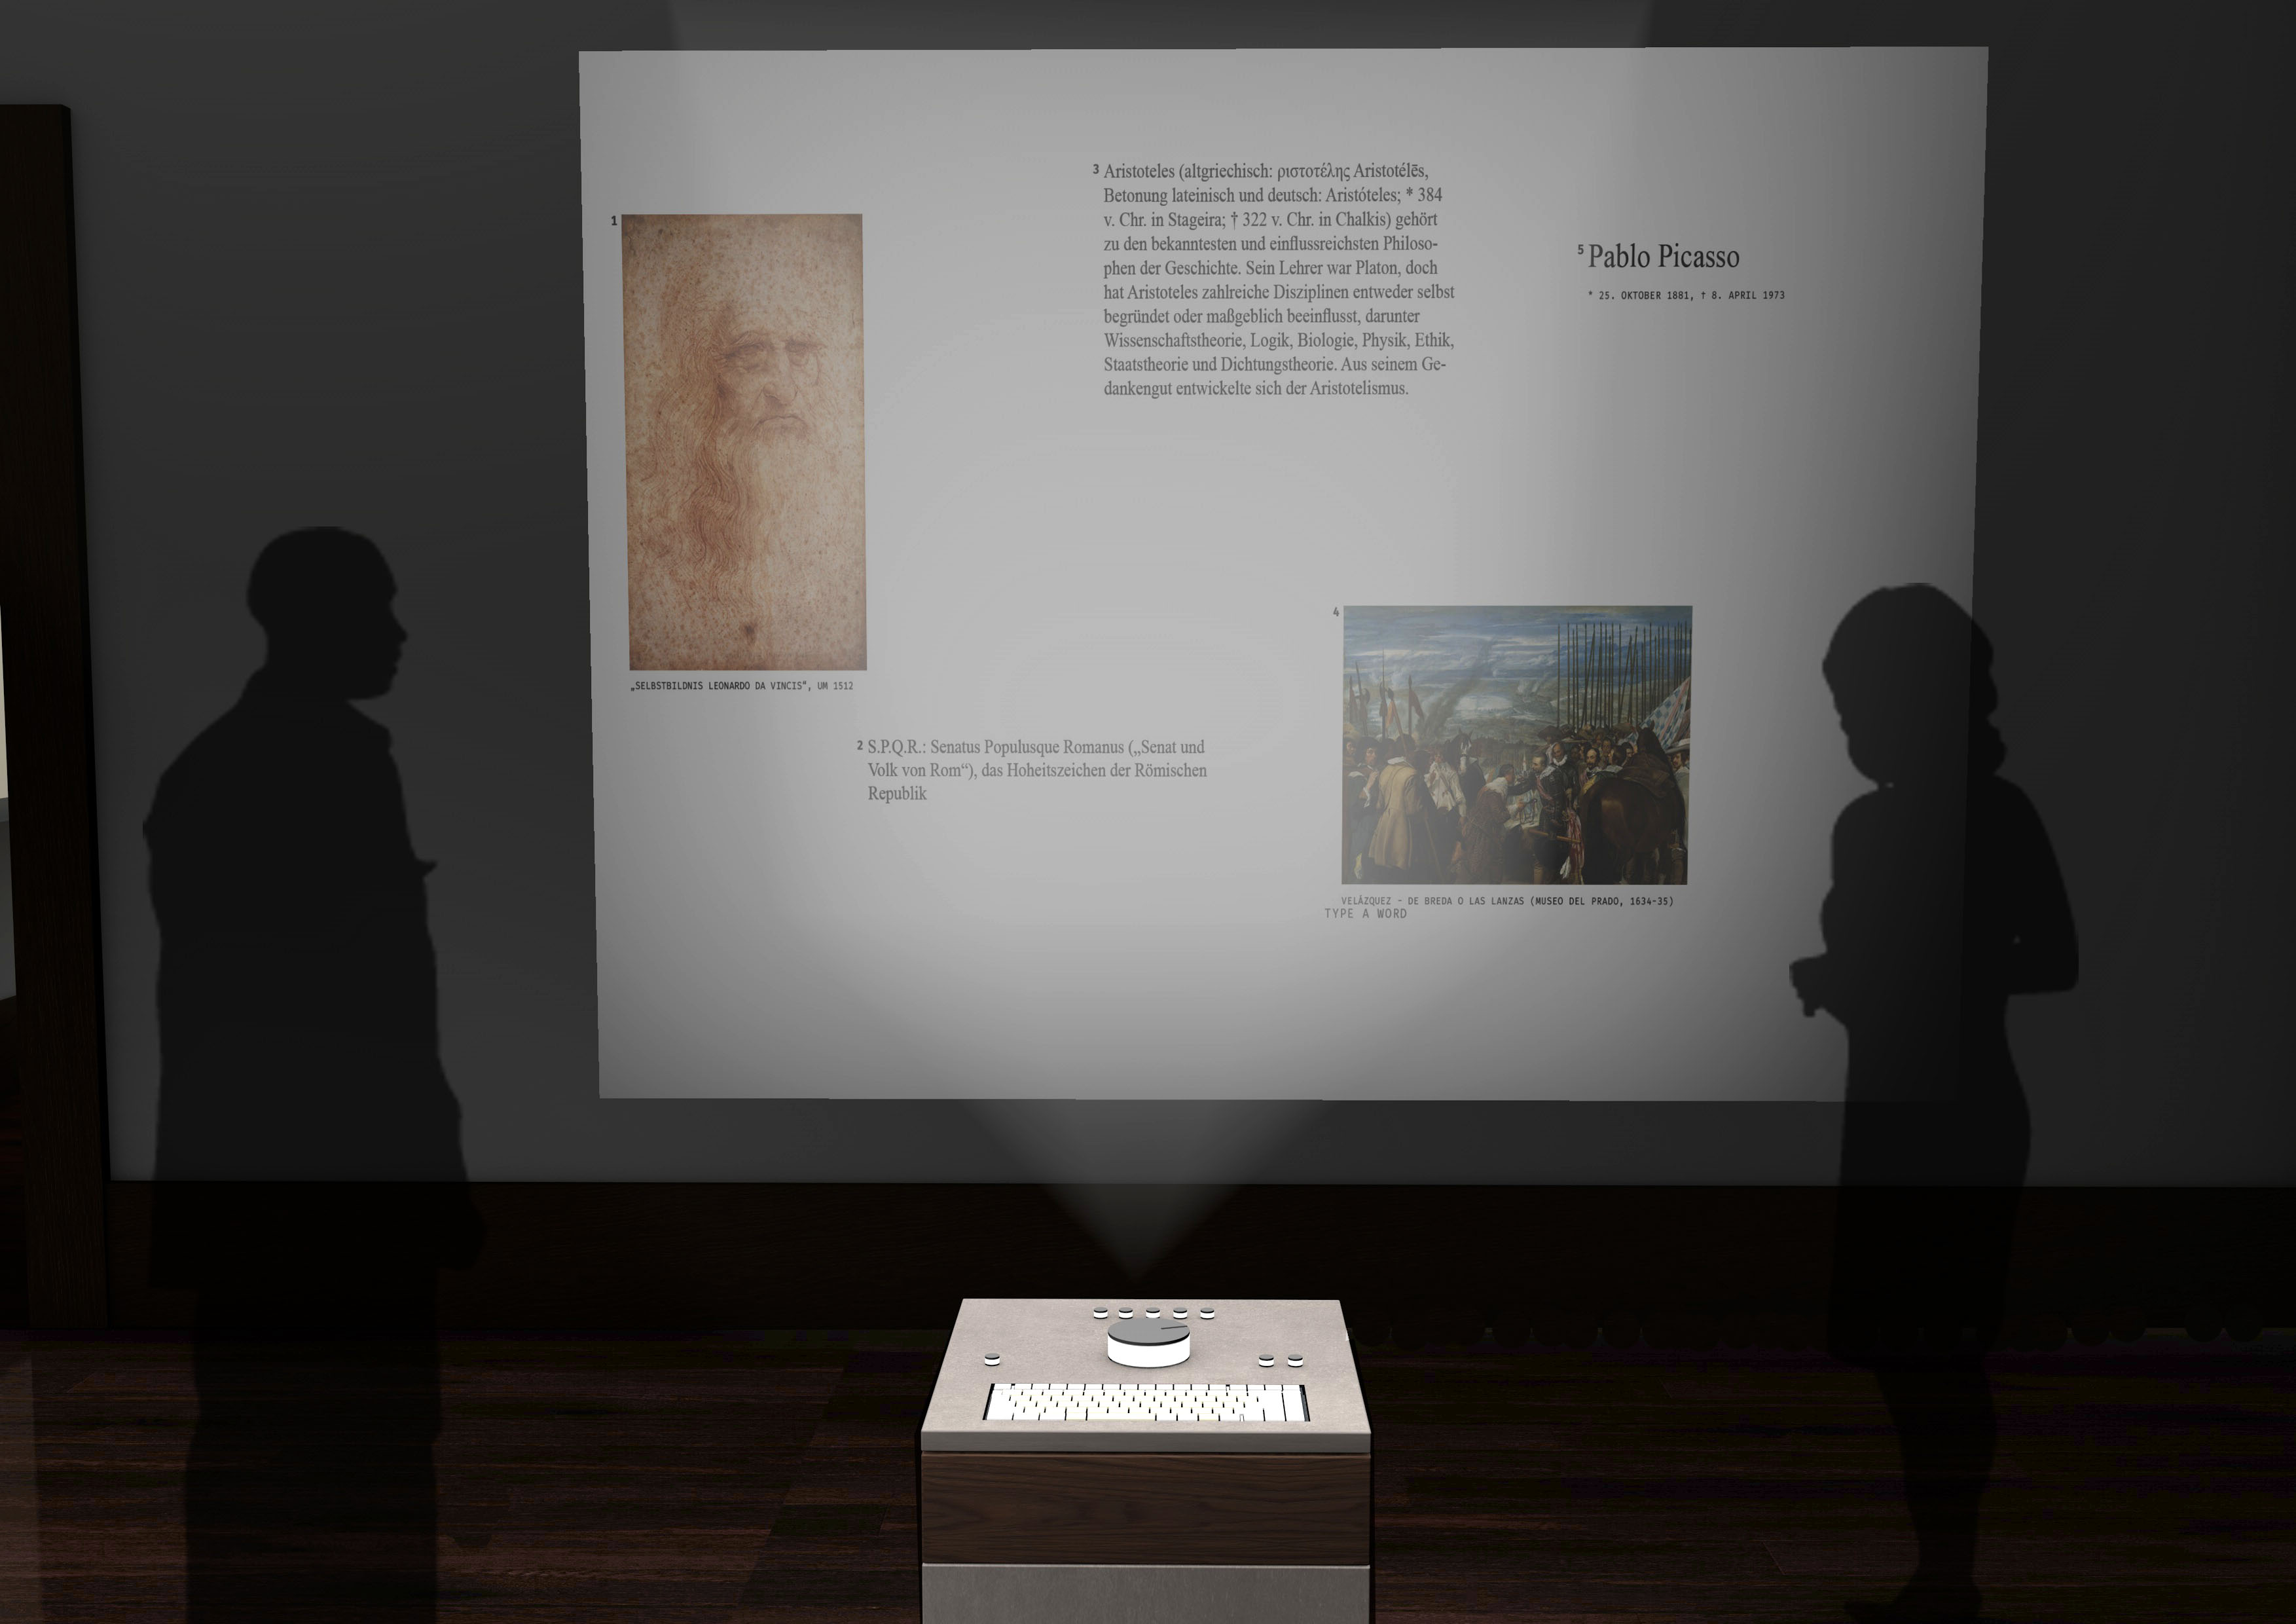 1
„SELBSTBILDNIS LEONARDO DA VINCIS“, UM 1512
2 S.P.Q.R.: Senatus Populusque Romanus („Senat und
Volk von Rom“), das Hoheitszeichen der Römischen
Republik
3 Aristoteles (altgriechisch: ριστοτέλης Aristotélēs,
Betonung lateinisch und deutsch: Aristóteles; * 384
v. Chr. in Stageira; † 322 v. Chr. in Chalkis) gehört
zu den bekanntesten und einflussreichsten Philoso-
phen der Geschichte. Sein Lehrer war Platon, doch
hat Aristoteles zahlreiche Disziplinen entweder selbst
begründet oder maßgeblich beeinflusst, darunter
Wissenschaftstheorie, Logik, Biologie, Physik, Ethik,
Staatstheorie und Dichtungstheorie. Aus seinem Ge-
dankengut entwickelte sich der Aristotelismus.
4
VELÁZQUEZ - DE BREDA O LAS LANZAS (MUSEO DEL PRADO, 1634-35)
TYPE A WORD
5 Pablo Picasso
* 25. OKTOBER 1881, † 8. APRIL 1973